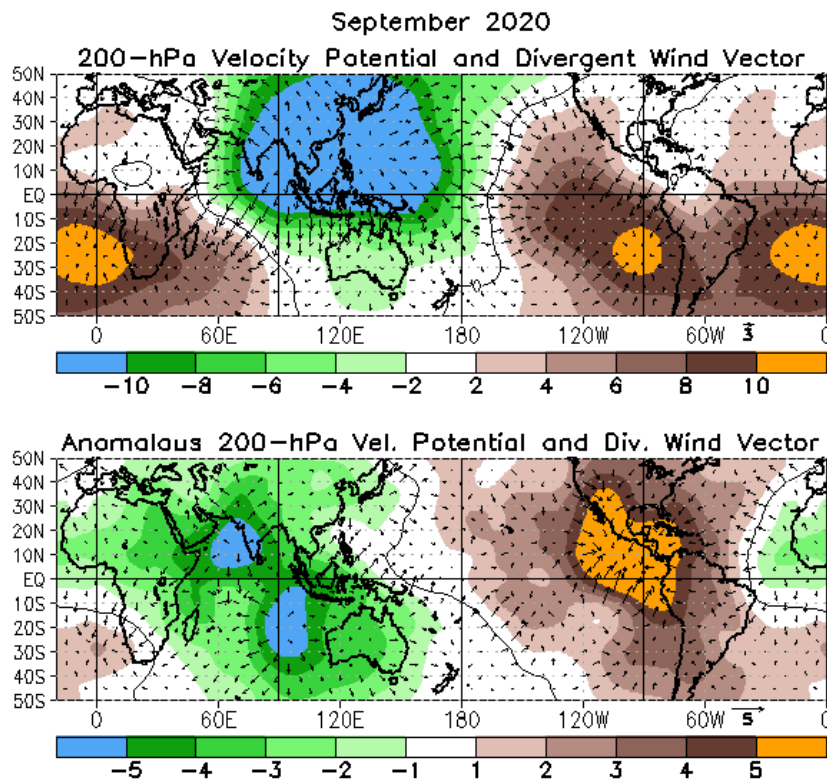 September 2020
200-hPa Velocity Potential and Divergent Wind Vector
50N
40N
30N
20N
10N
EQ
10S
20S
30S
40S
50S
0 60E 120E 180 120W 60W 3
-10 -8 -6 -4 -2 2 4 6 8 10
Anomalaus 200-hPa Vel. Potential and Div. Wind Vector
50N
40N
30N
20N
10N
EQ
10S
20S
30S
40S
50S
0 60E 120E 180 120W 60W 5
-5 -4 -3 -2 -1 1 2 3 4 5